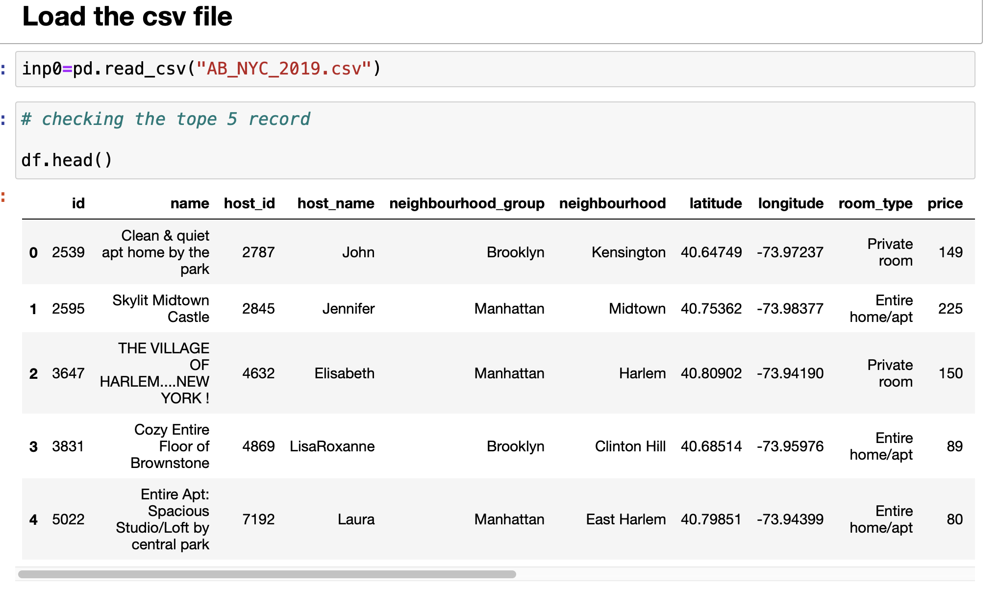 Load the csv file
: inp0=pd.read_csv("AB_NYC_2019.csv")
: # checking the tope 5 record
df.head()
:
id name host_id host_name neighbourhood_group neighbourhood latitude longitude room_type price
0 2539 Clean & quiet apt home by the park 2787 John Brooklyn Kensington 40.64749 -73.97237 Private room 149
1 2595 Skylit Midtown Castle 2845 Jennifer Manhattan Midtown 40.75362 -73.98377 Entire home/apt 225
2 3647 THE VILLAGE OF HARLEM....NEW YORK ! 4632 Elisabeth Manhattan Harlem 40.80902 -73.94190 Private room 150
3 3831 Cozy Entire Floor of Brownstone 4869 LisaRoxanne Brooklyn Clinton Hill 40.68514 -73.95976 Entire home/apt 89
4 5022 Entire Apt: Spacious Studio/Loft by central park 7192 Laura Manhattan East Harlem 40.79851 -73.94399 Entire home/apt 80